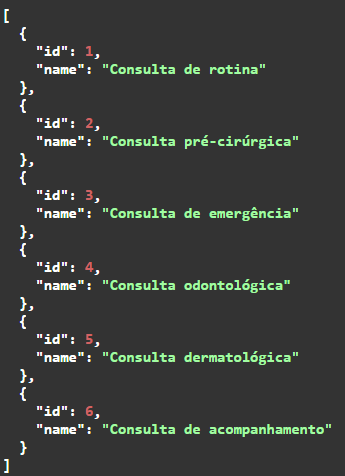 [
  {
    "id": 1,
    "name": "Consulta de rotina"
  },
  {
    "id": 2,
    "name": "Consulta pré-cirúrgica"
  },
  {
    "id": 3,
    "name": "Consulta de emergência"
  },
  {
    "id": 4,
    "name": "Consulta odontológica"
  },
  {
    "id": 5,
    "name": "Consulta dermatológica"
  },
  {
    "id": 6,
    "name": "Consulta de acompanhamento"
  }
]